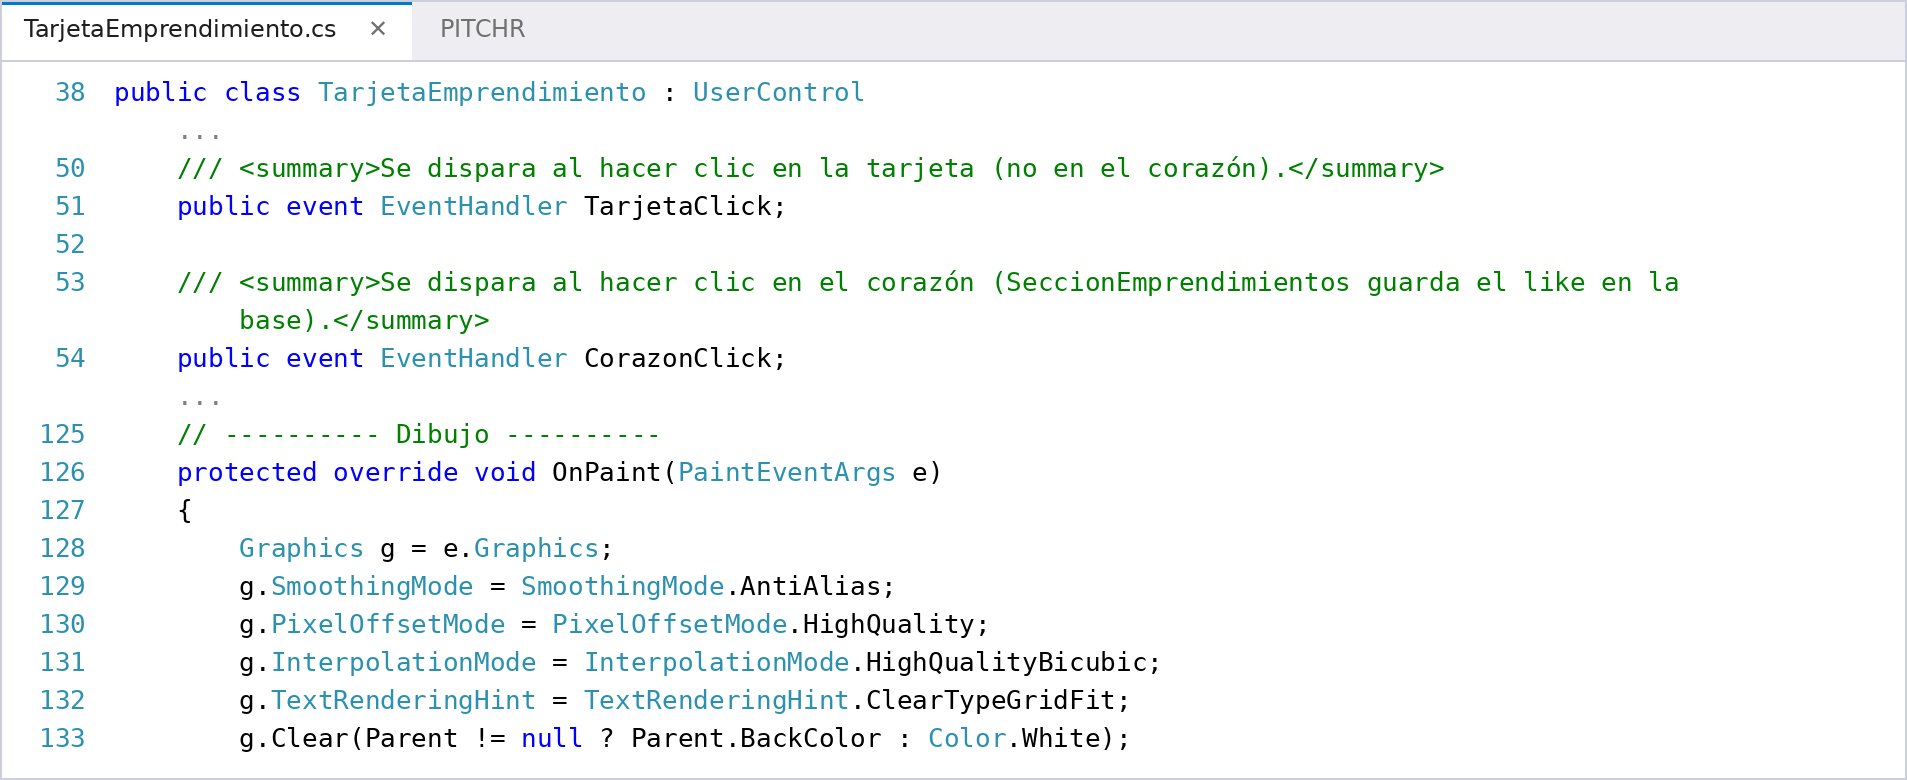 TarjetaEmprendimiento.cs ✕ PITCHR
38 public class TarjetaEmprendimiento : UserControl
...
50 /// <summary>Se dispara al hacer clic en la tarjeta (no en el corazón).</summary>
51 public event EventHandler TarjetaClick;
52
53 /// <summary>Se dispara al hacer clic en el corazón (SeccionEmprendimientos guarda el like en la
base).</summary>
54 public event EventHandler CorazonClick;
...
125 // ---------- Dibujo ----------
126 protected override void OnPaint(PaintEventArgs e)
127 {
128 Graphics g = e.Graphics;
129 g.SmoothingMode = SmoothingMode.AntiAlias;
130 g.PixelOffsetMode = PixelOffsetMode.HighQuality;
131 g.InterpolationMode = InterpolationMode.HighQualityBicubic;
132 g.TextRenderingHint = TextRenderingHint.ClearTypeGridFit;
133 g.Clear(Parent != null ? Parent.BackColor : Color.White);